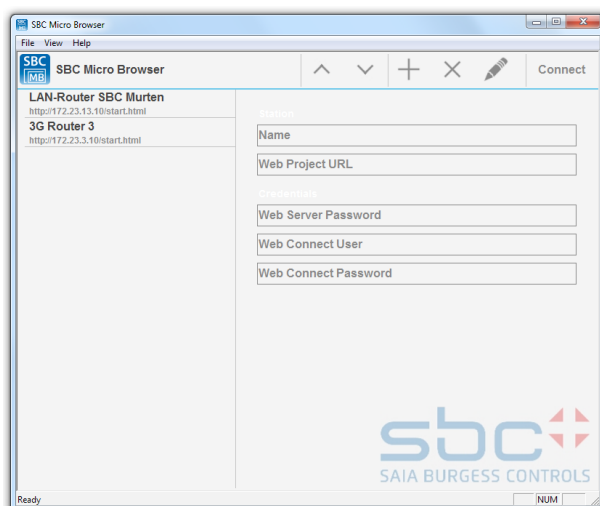 SBC Micro Browser
File View Help
SBC
MB
SBC Micro Browser
Connect
LAN-Router SBC Murten
http://172.23.13.10/start.html
3G Router 3
http://172.23.3.10/start.html
Station
Name
Web Project URL
Credentials
Web Server Password
Web Connect User
Web Connect Password
sbc
SAIA BURGESS CONTROLS
Ready
NUM